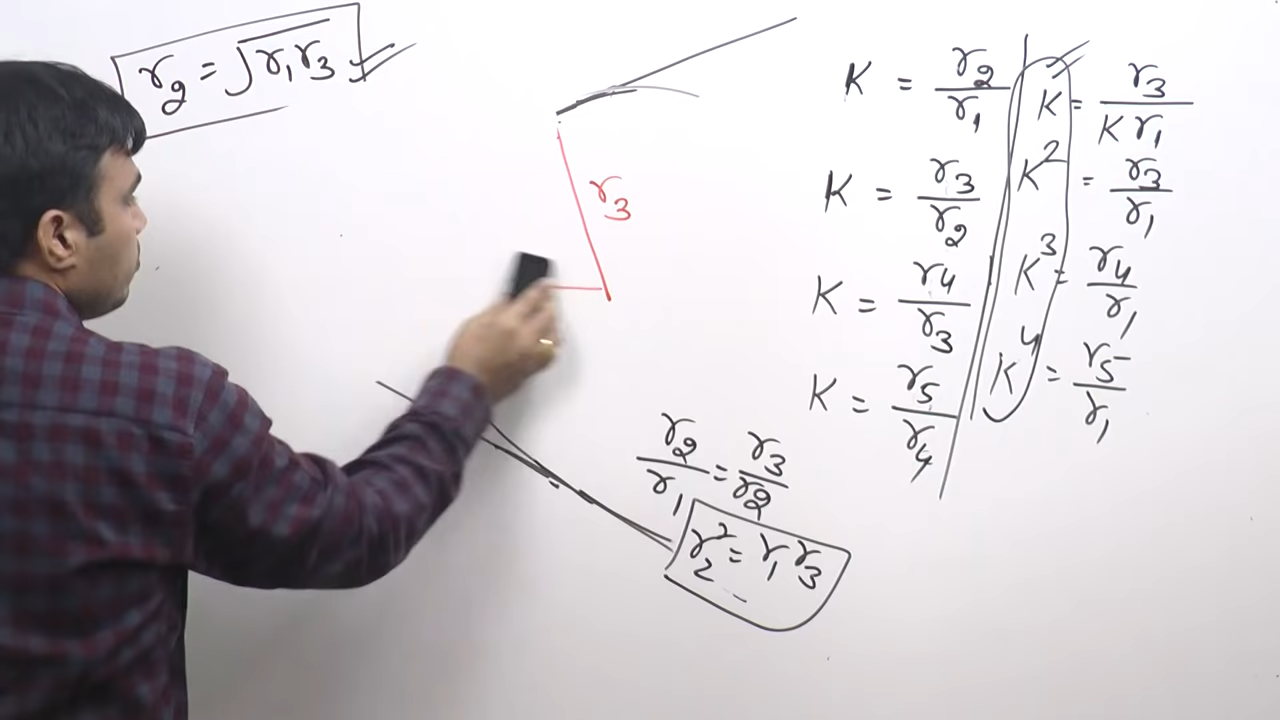 r₂ = √r₁r₃
r₃
K = r₂/r₁
K = r₃/r₂
K = r₄/r₃
K = r₅/r₄
K = r₃/K r₁
K² = r₃/r₁
K³ = r₄/r₁
K⁴ = r₅/r₁
r₂/r₁ = r₃/r₂
r₂² = r₁r₃